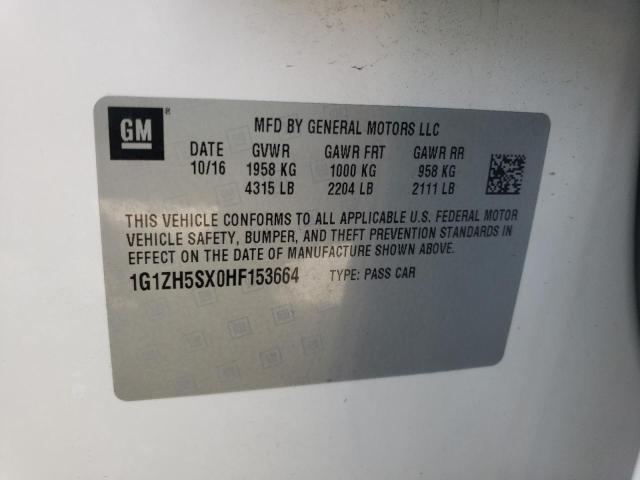 GM®
MFD BY GENERAL MOTORS LLC
DATE GVWR GAWR FRT GAWR RR
10/16 1958 KG 1000 KG 958 KG
4315 LB 2204 LB 2111 LB
THIS VEHICLE CONFORMS TO ALL APPLICABLE U.S. FEDERAL MOTOR
VEHICLE SAFETY, BUMPER, AND THEFT PREVENTION STANDARDS IN
EFFECT ON THE DATE OF MANUFACTURE SHOWN ABOVE.
1G1ZH5SX0HF153664 TYPE: PASS CAR